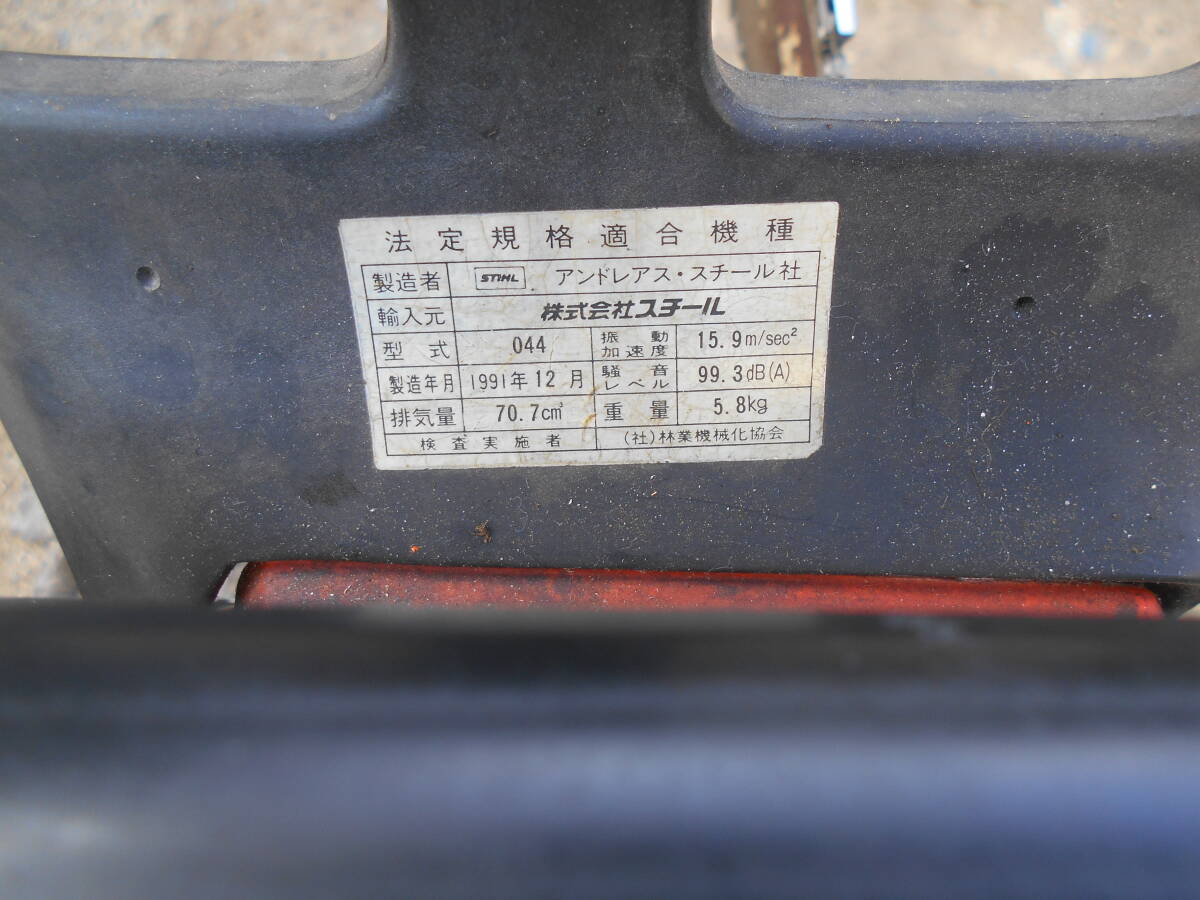 法定規格適合機種
製造者 STIHL アンドレアス・スチール社
輸入元 株式会社スチール
型式 044 振動加速度 15.9m/sec²
製造年月 1991年12月 騒音レベル 99.3dB(A)
排気量 70.7cm³ 重量 5.8kg
検査実施者 (社)林業機械化協会